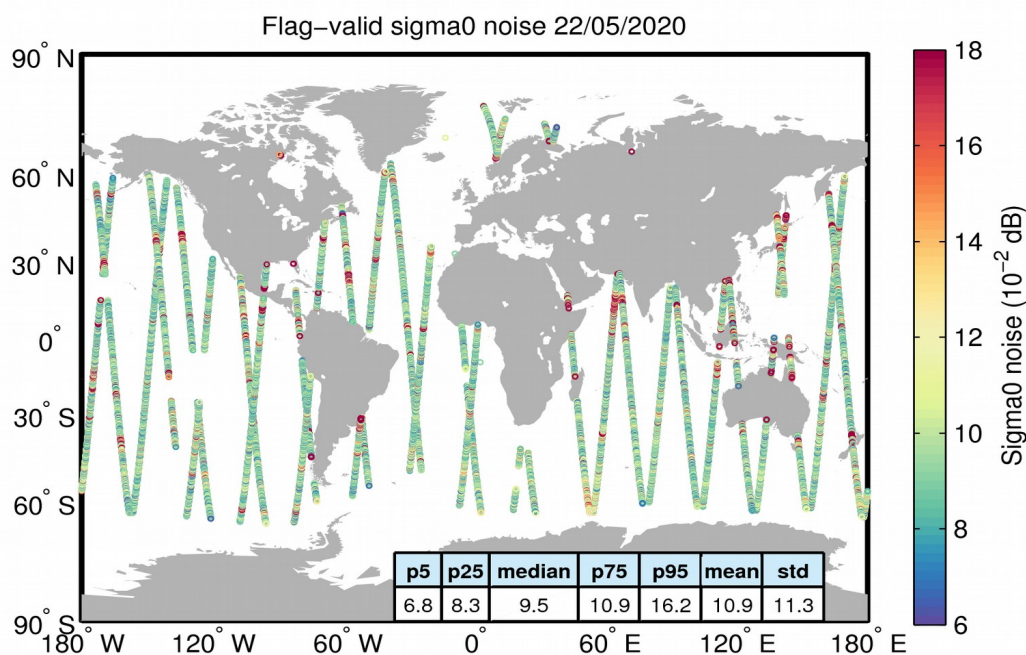 Flag−valid sigma0 noise 22/05/2020
90° N
60° N
30° N
0°
30° S
60° S
90° S
180° W
120° W
60° W
0°
60° E
120° E
180° E
p5 p25 median p75 p95 mean std
6.8 8.3 9.5 10.9 16.2 10.9 11.3
18
16
14
12
10
8
6
Sigma0 noise (10⁻² dB)